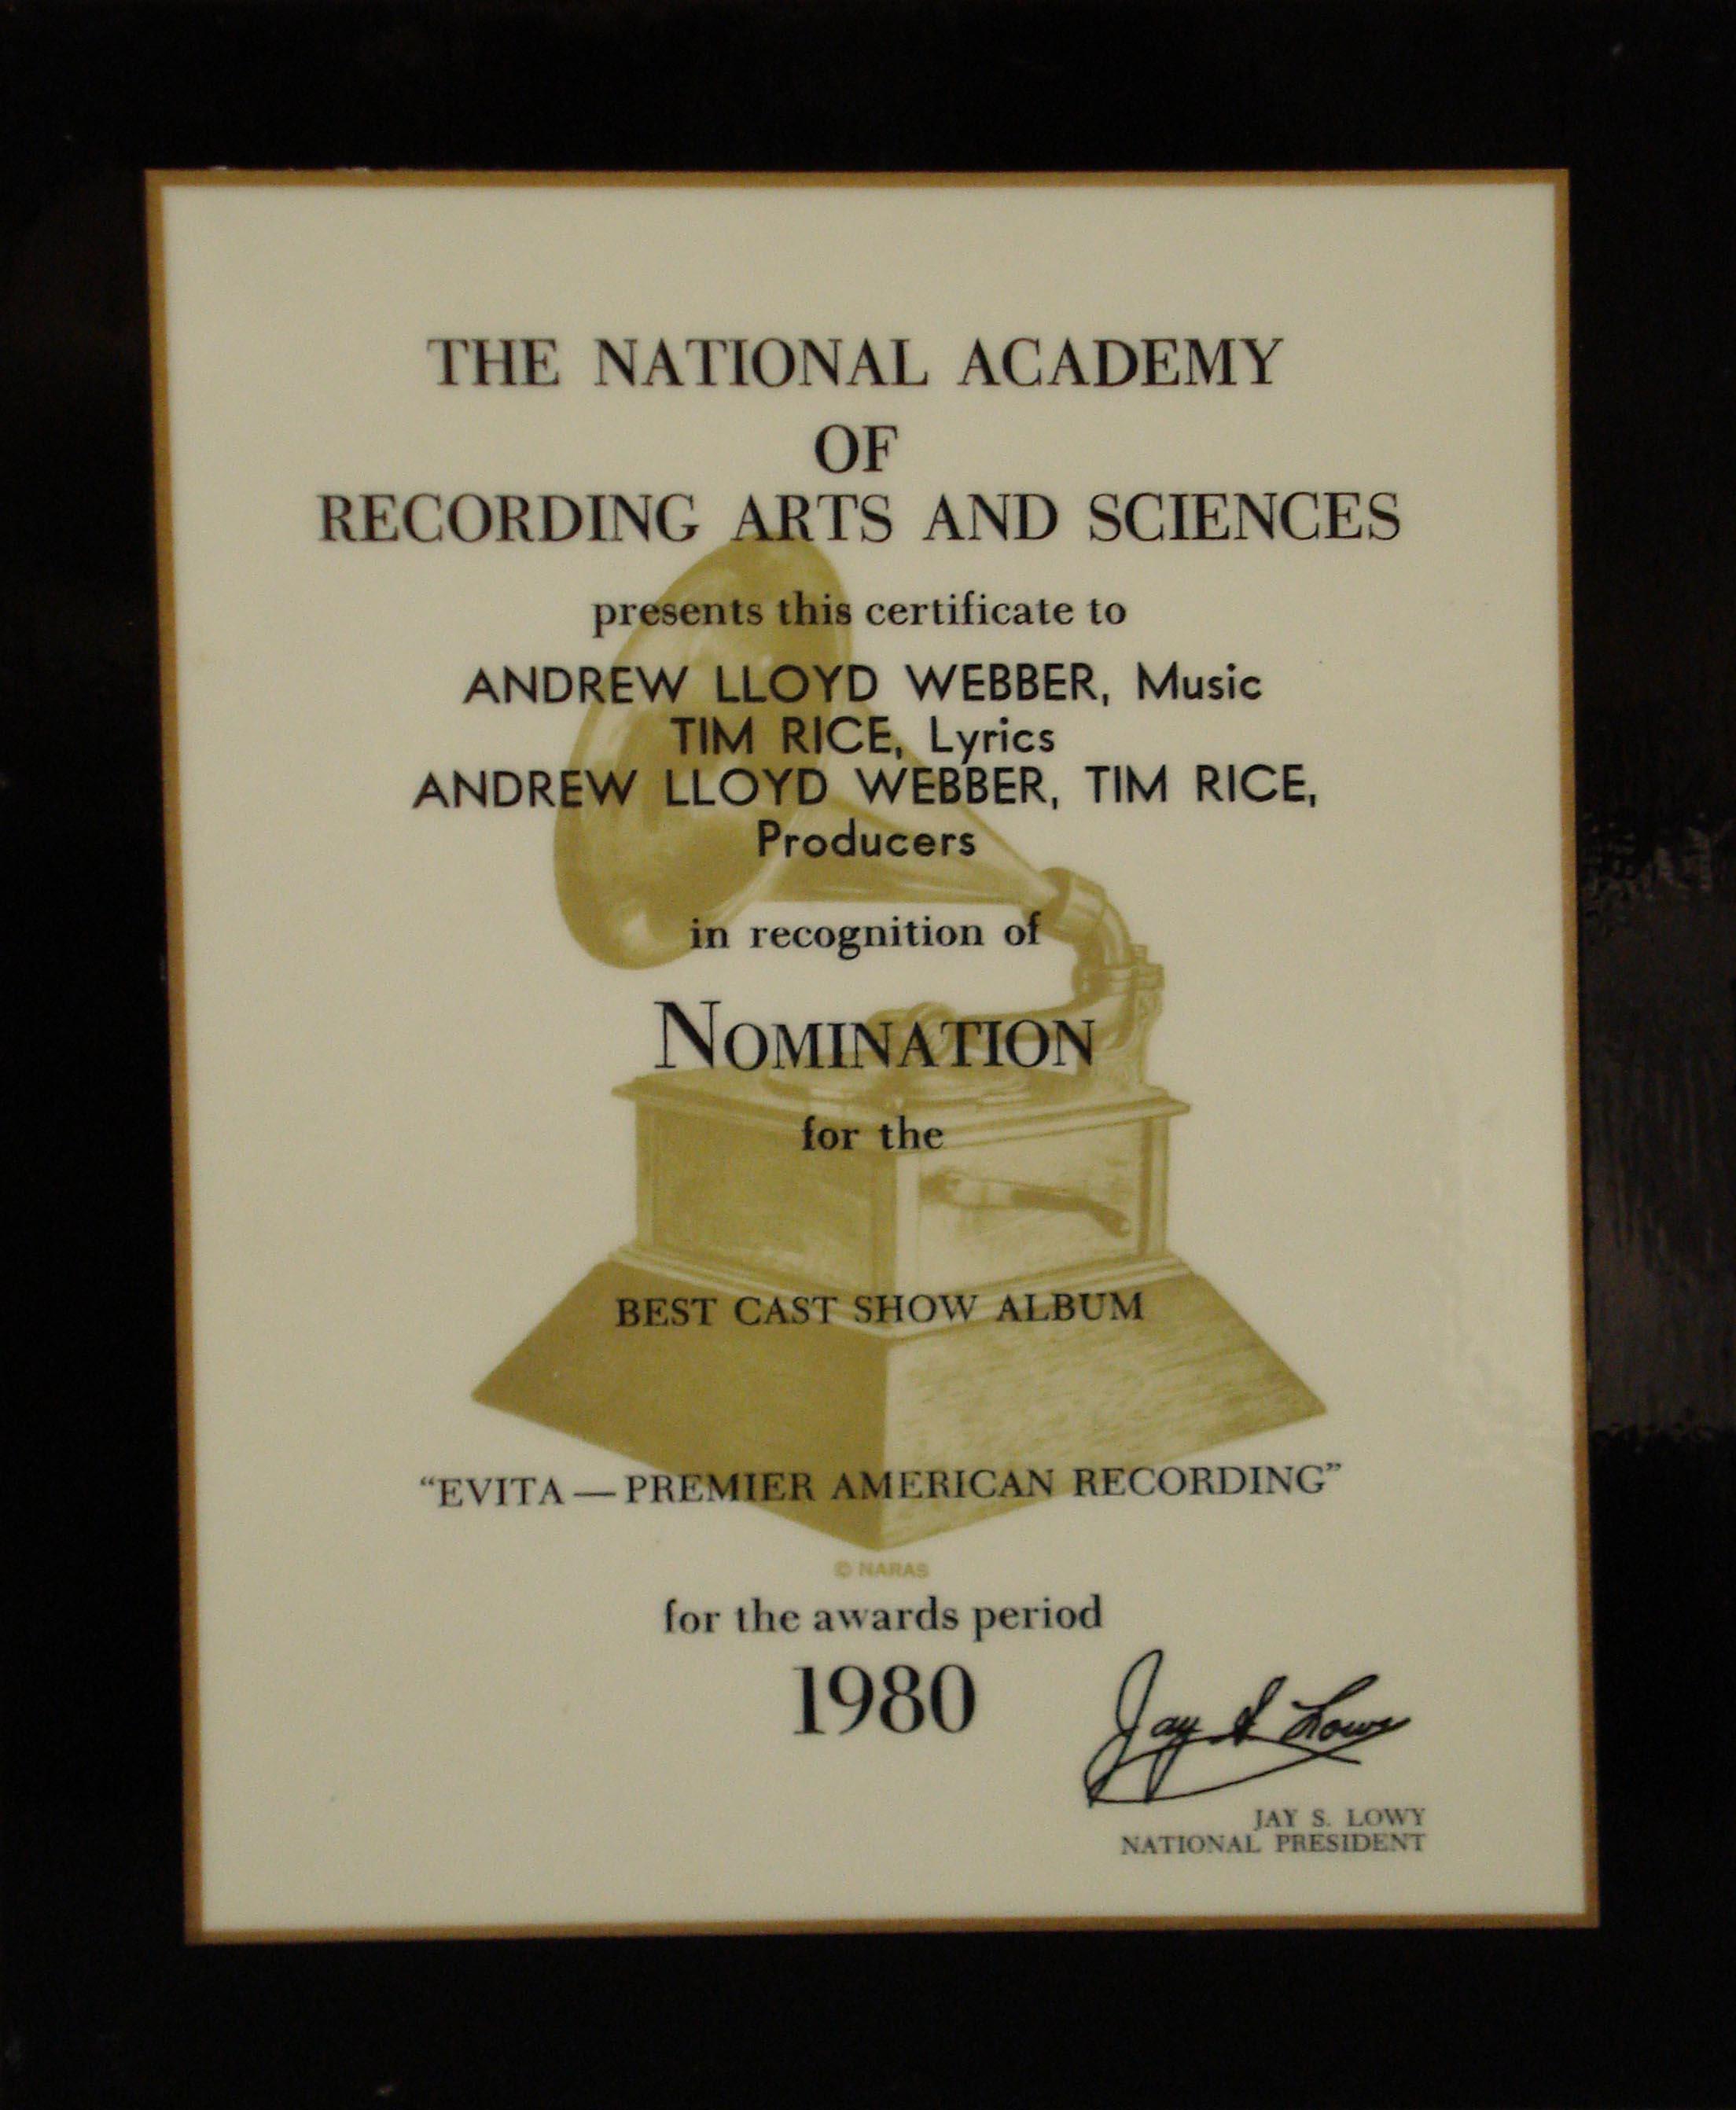 THE NATIONAL ACADEMY
OF
RECORDING ARTS AND SCIENCES
presents this certificate to
ANDREW LLOYD WEBBER, Music
TIM RICE, Lyrics
ANDREW LLOYD WEBBER, TIM RICE,
Producers
in recognition of
NOMINATION
for the
BEST CAST SHOW ALBUM
"EVITA — PREMIER AMERICAN RECORDING"
© NARAS
for the awards period
1980
Jay S Lowy
JAY S. LOWY
NATIONAL PRESIDENT